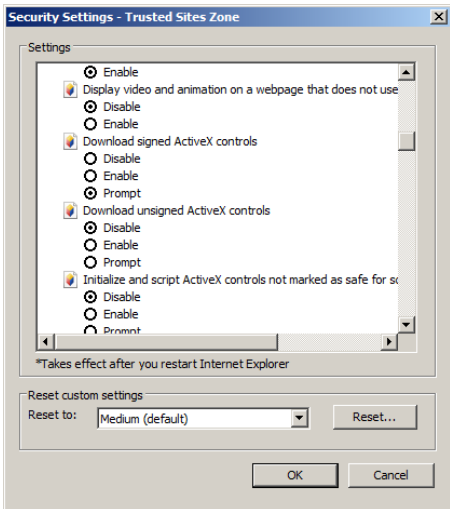 Security Settings - Trusted Sites Zone
Settings
Enable
Display video and animation on a webpage that does not use
Disable
Enable
Download signed ActiveX controls
Disable
Enable
Prompt
Download unsigned ActiveX controls
Disable
Enable
Prompt
Initialize and script ActiveX controls not marked as safe for sc
Disable
Enable
Prompt
*Takes effect after you restart Internet Explorer
Reset custom settings
Reset to: Medium (default) Reset...
OK Cancel